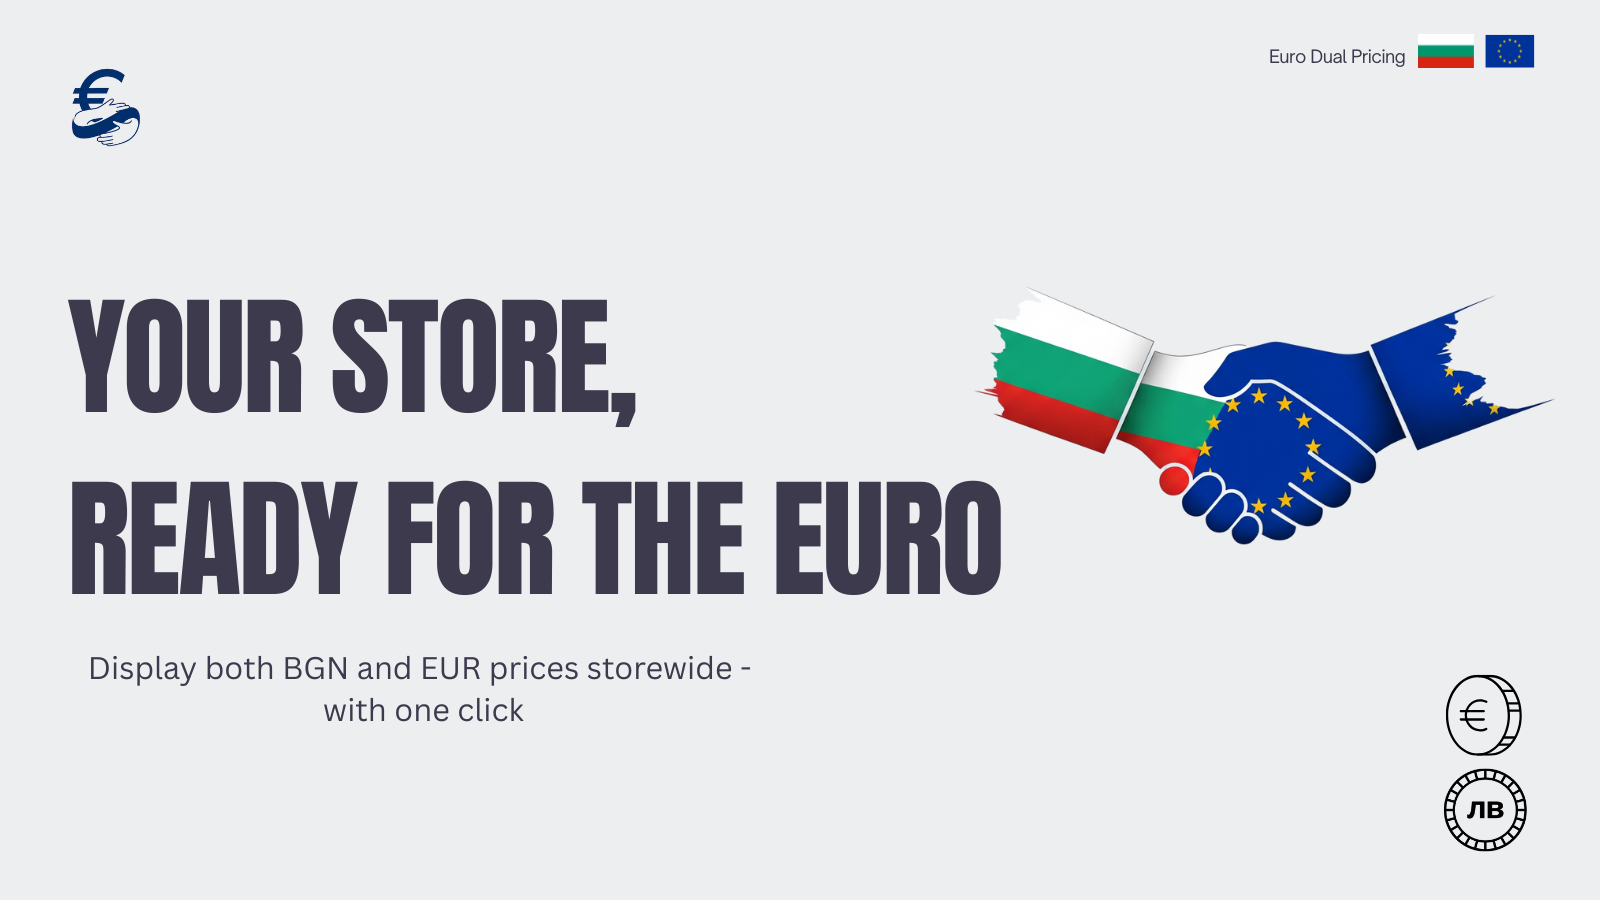 Euro Dual Pricing
YOUR STORE,
READY FOR THE EURO
Display both BGN and EUR prices storewide -
with one click
€
ЛВ